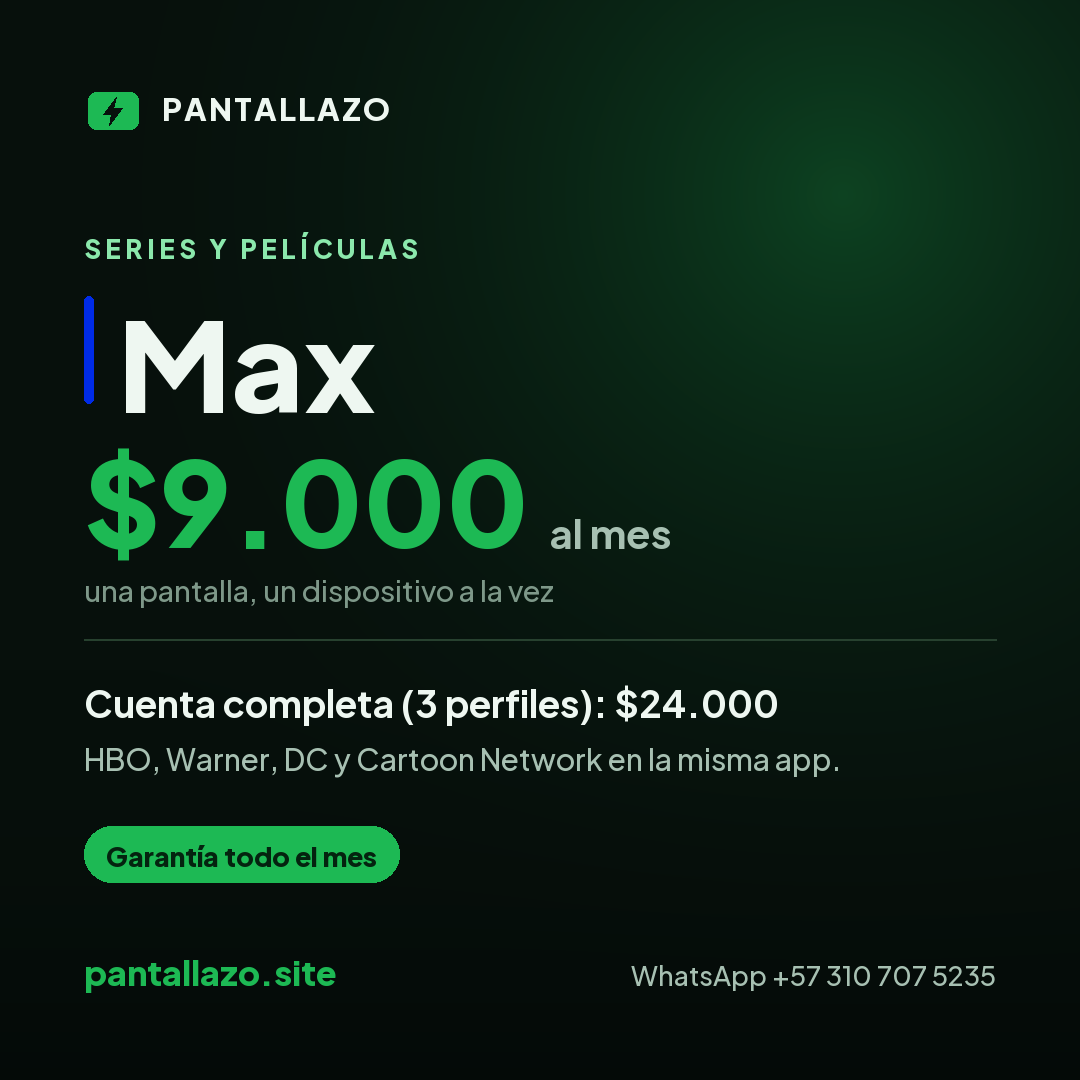 PANTALLAZO
SERIES Y PELÍCULAS
Max
$9.000 al mes
una pantalla, un dispositivo a la vez
Cuenta completa (3 perfiles): $24.000
HBO, Warner, DC y Cartoon Network en la misma app.
Garantía todo el mes
pantallazo.site
WhatsApp +57 310 707 5235